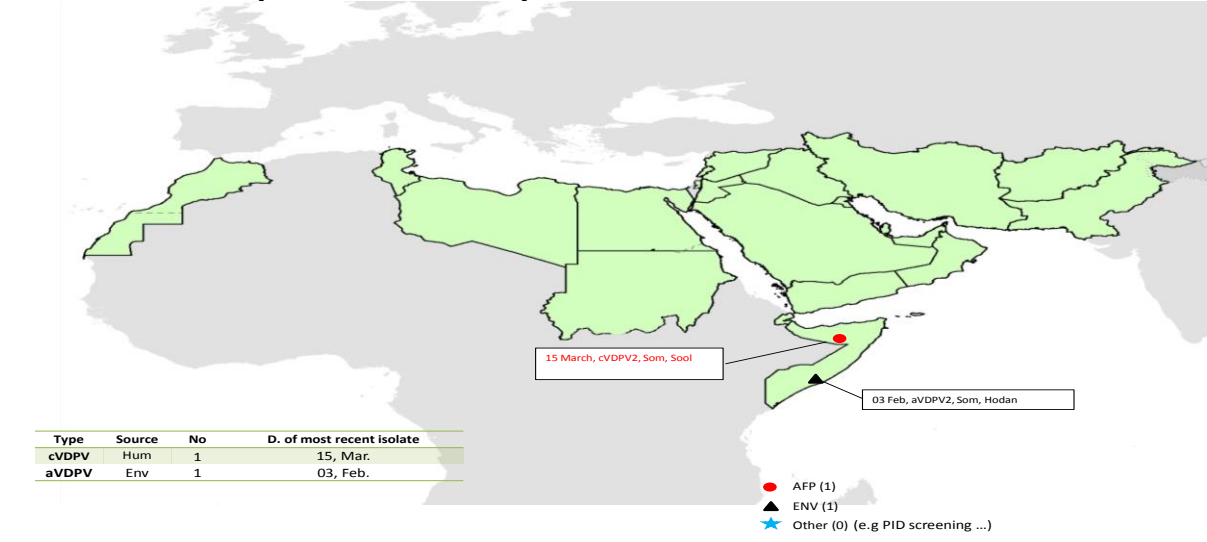 15 March, cVDPV2, Som, Sool
03 Feb, aVDPV2, Som, Hodan
Type Source No D. of most recent isolate
cVDPV Hum 1 15, Mar.
aVDPV Env 1 03, Feb.
AFP (1)
ENV (1)
Other (0) (e.g PID screening ...)